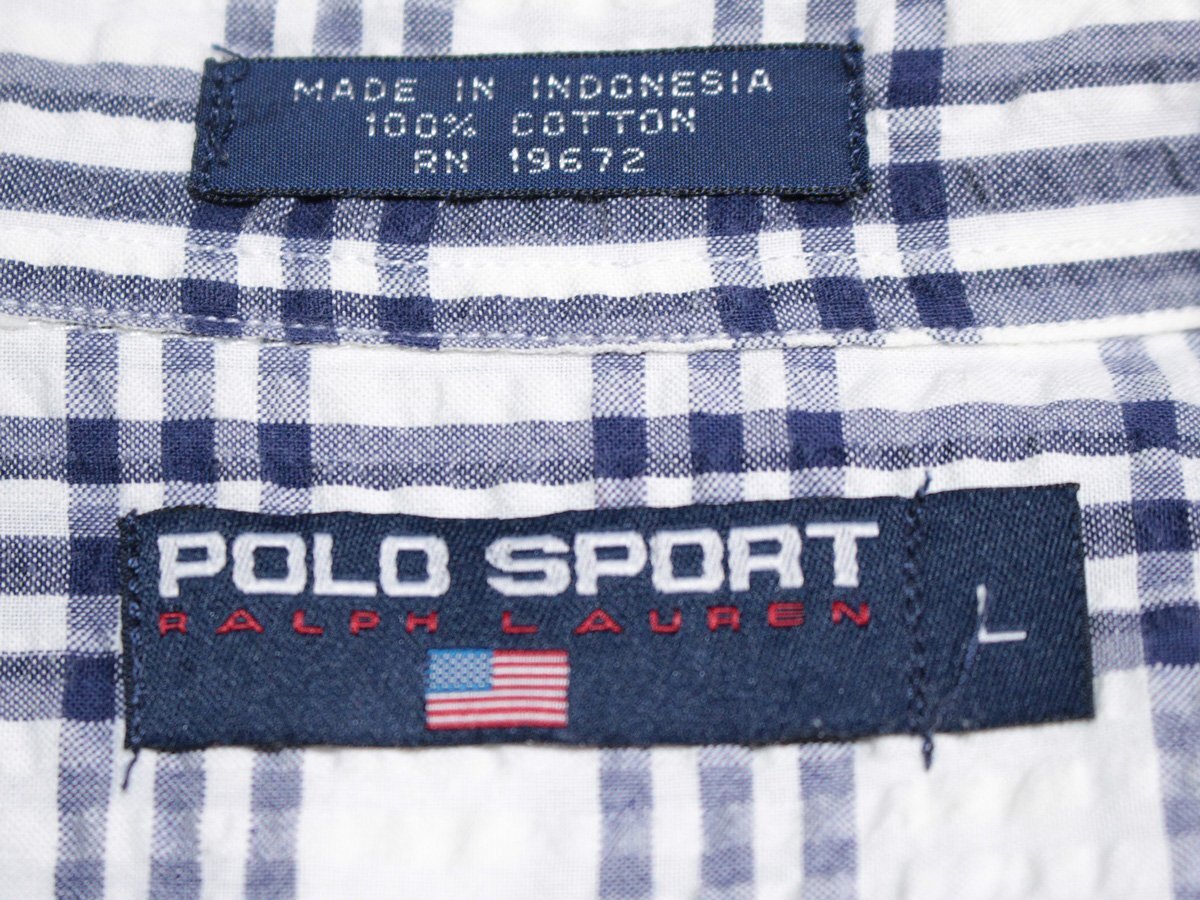 MADE IN INDONESIA
100% COTTON
RN 19672
POLO SPORT
RALPH LAUREN
L